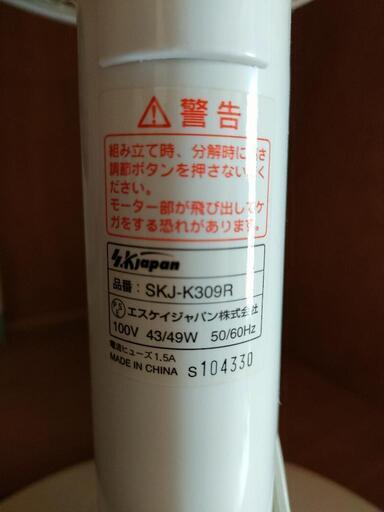 警告
組み立て時、分解時に高さ
調節ボタンを押さないでく
ださい。
モーター部が飛び出してケ
ガをする恐れがあります。
S.Kjapan
品番: SKJ-K309R
PSE エスケイジャパン株式会社
100V 43/49W 50/60Hz
電流ヒューズ1.5A
MADE IN CHINA S104330